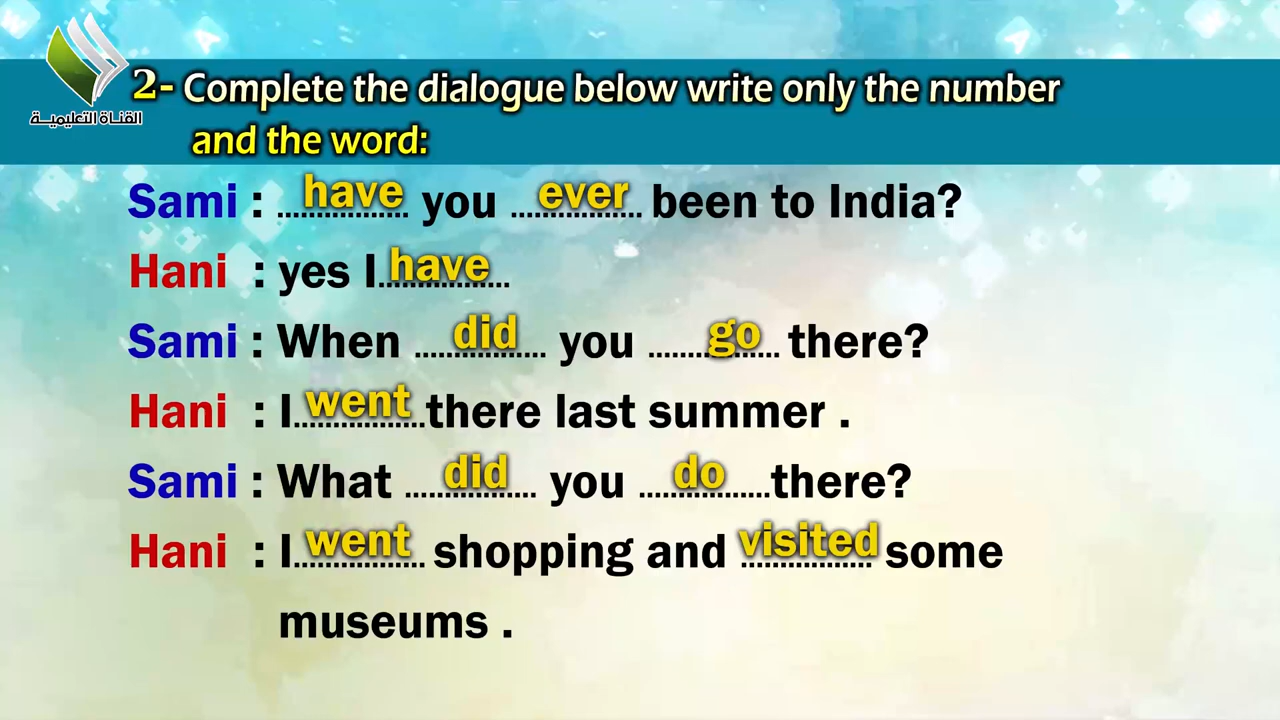 2- Complete the dialogue below write only the number
and the word:
القناة التعليمية
Sami : have you ever been to India?
Hani : yes I have
Sami : When did you go there?
Hani : I went there last summer .
Sami : What did you do there?
Hani : I went shopping and visited some
museums .